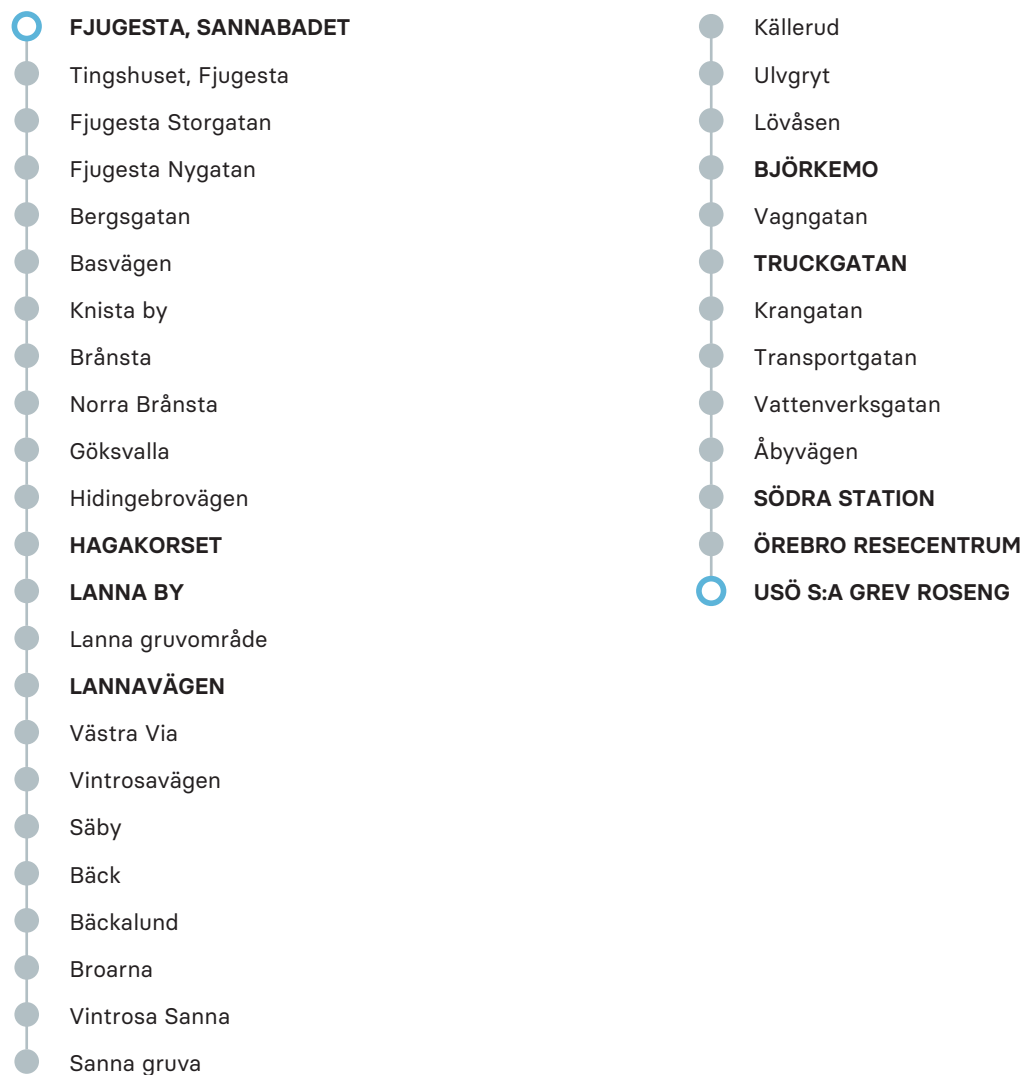 FJUGESTA, SANNABADET
Tingshuset, Fjugesta
Fjugesta Storgatan
Fjugesta Nygatan
Bergsgatan
Basvägen
Knista by
Brånsta
Norra Brånsta
Göksvalla
Hidingebrovägen
HAGAKORSET
LANNA BY
Lanna gruvområde
LANNAVÄGEN
Västra Via
Vintrosavägen
Säby
Bäck
Bäckalund
Broarna
Vintrosa Sanna
Sanna gruva
Källerud
Ulvgryt
Lövåsen
BJÖRKEMO
Vagngatan
TRUCKGATAN
Krangatan
Transportgatan
Vattenverksgatan
Åbyvägen
SÖDRA STATION
ÖREBRO RESECENTRUM
USÖ S:A GREV ROSENG